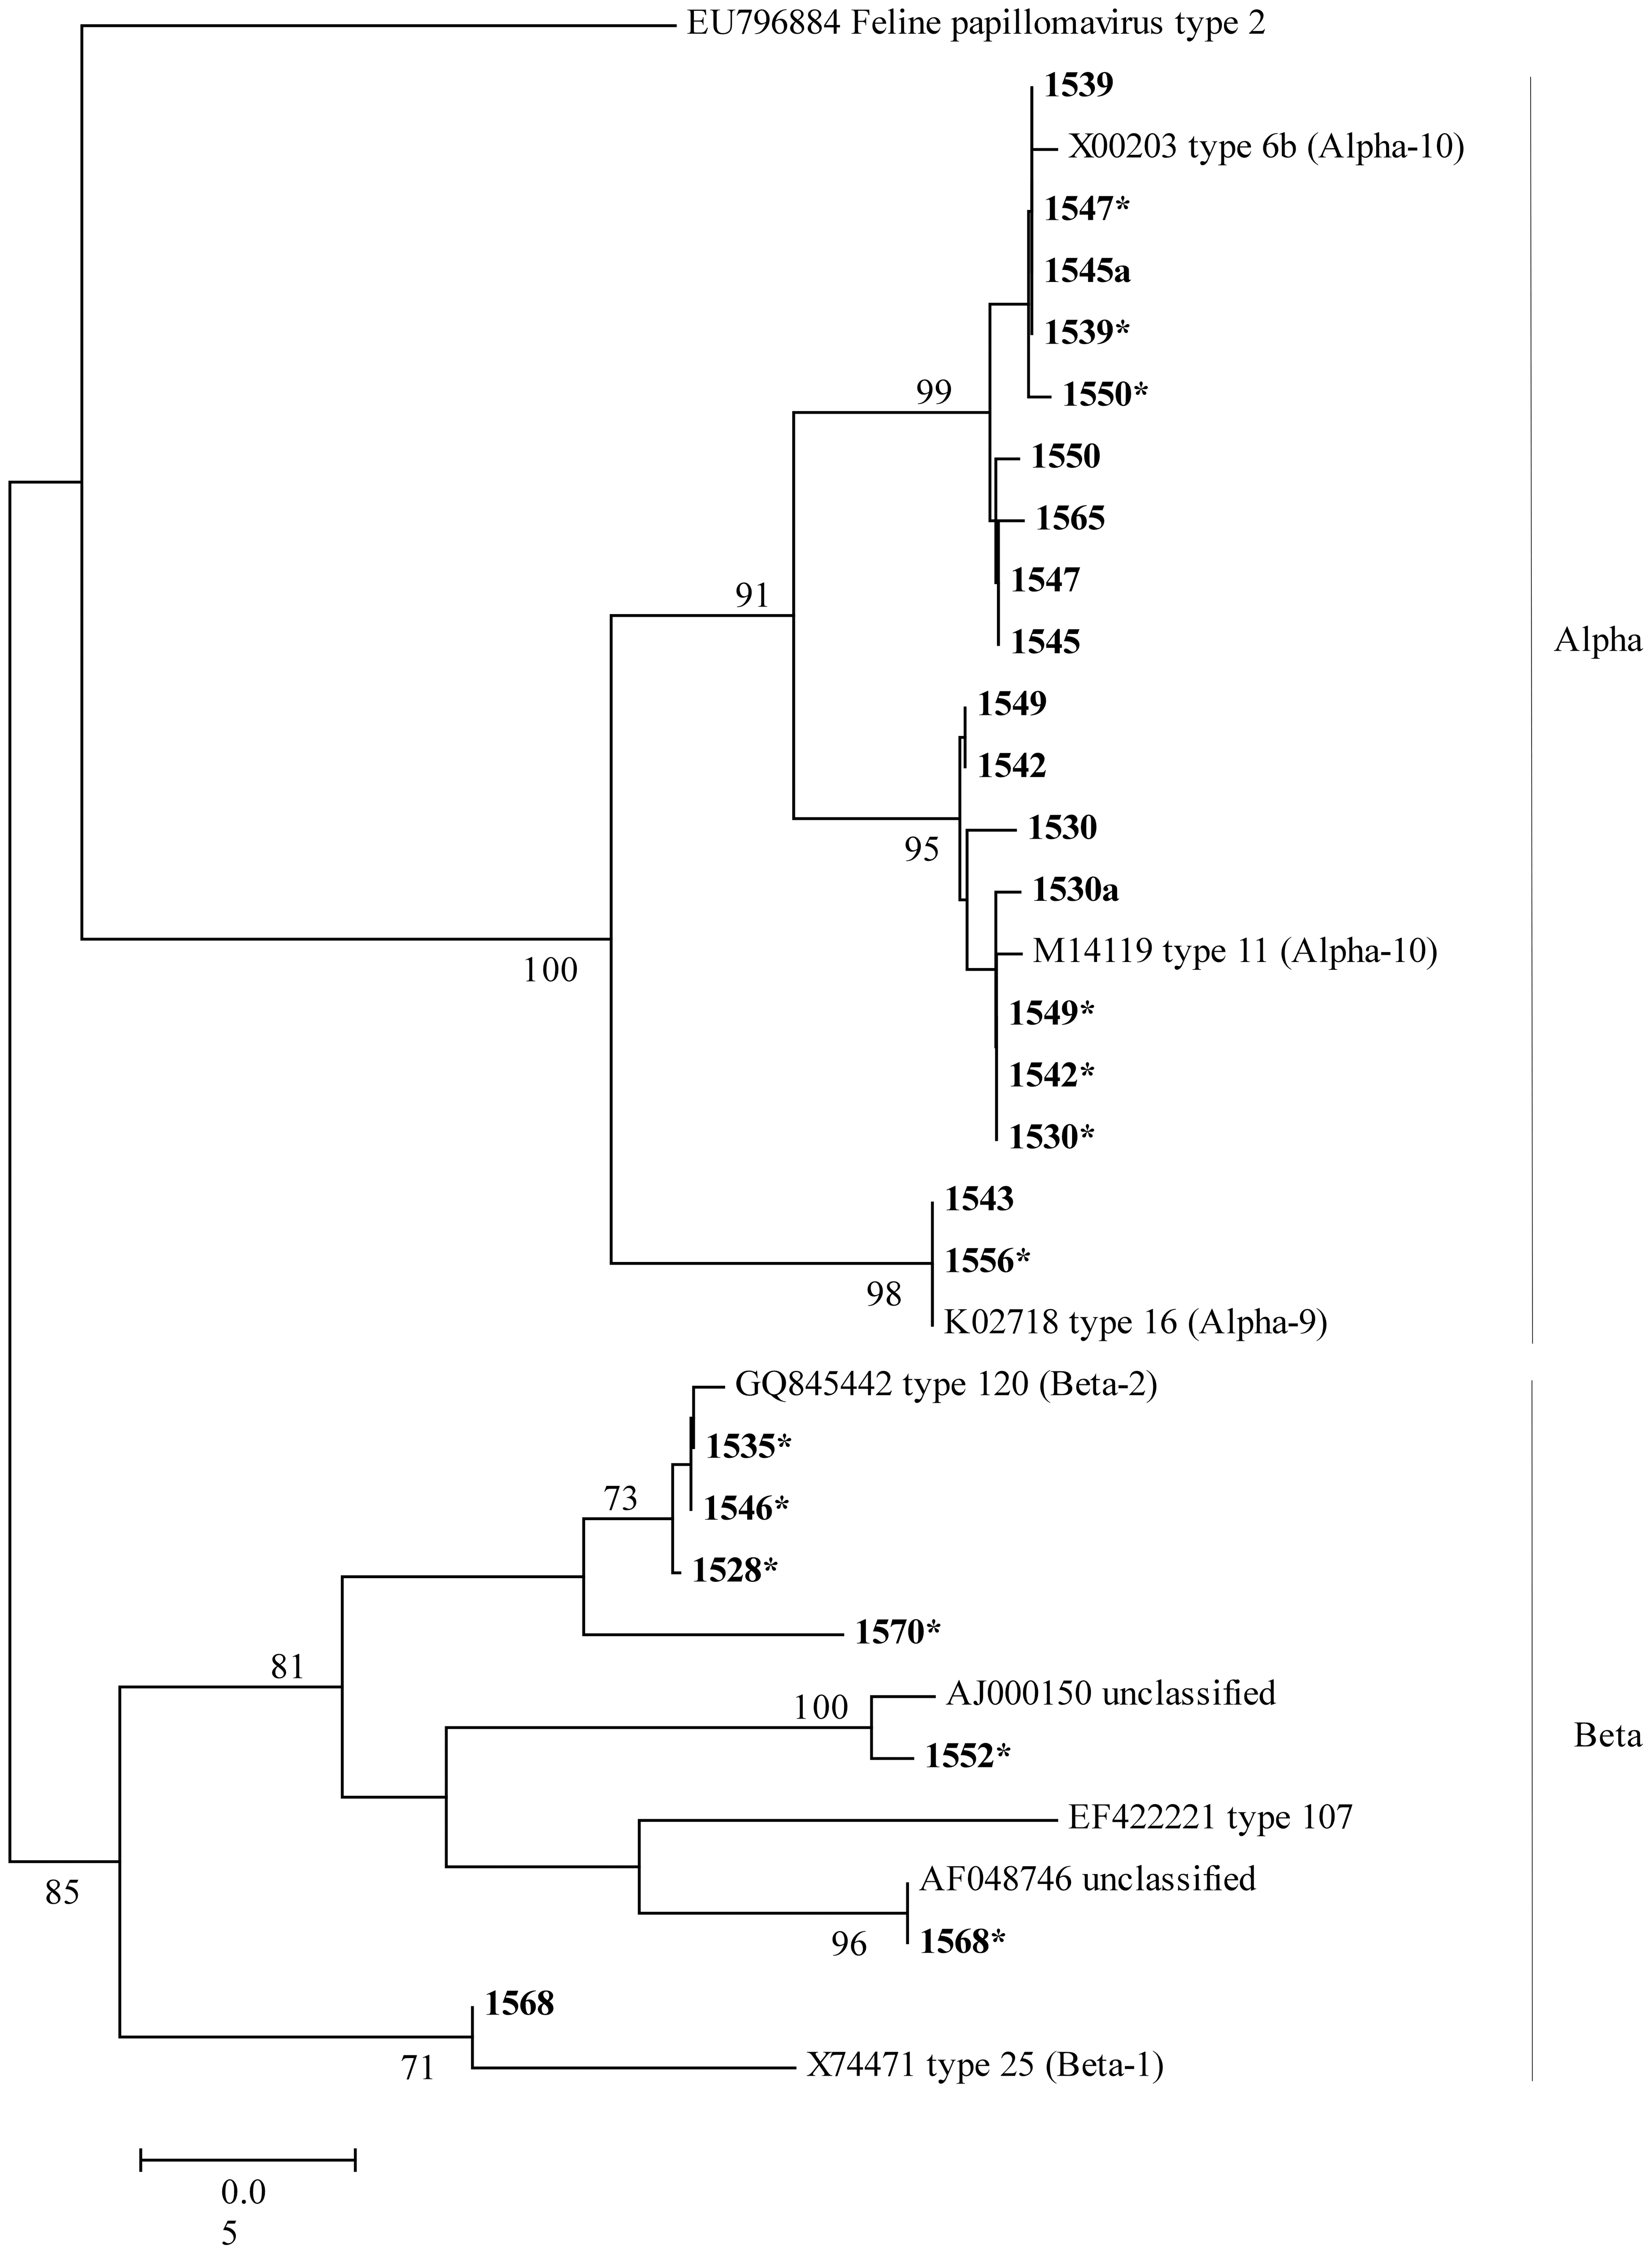 EU796884 Feline papillomavirus type 2
1539
X00203 type 6b (Alpha-10)
1547*
1545a
1539*
99
1550*
1550
1565
1547
91
1545
Alpha
1549
1542
1530
95
1530a
M14119 type 11 (Alpha-10)
100
1549*
1542*
1530*
1543
1556*
98
K02718 type 16 (Alpha-9)
GQ845442 type 120 (Beta-2)
1535*
73
1546*
1528*
1570*
81
AJ000150 unclassified
100
Beta
1552*
EF422221 type 107
AF048746 unclassified
85
96
1568*
1568
71
X74471 type 25 (Beta-1)
0.0
5